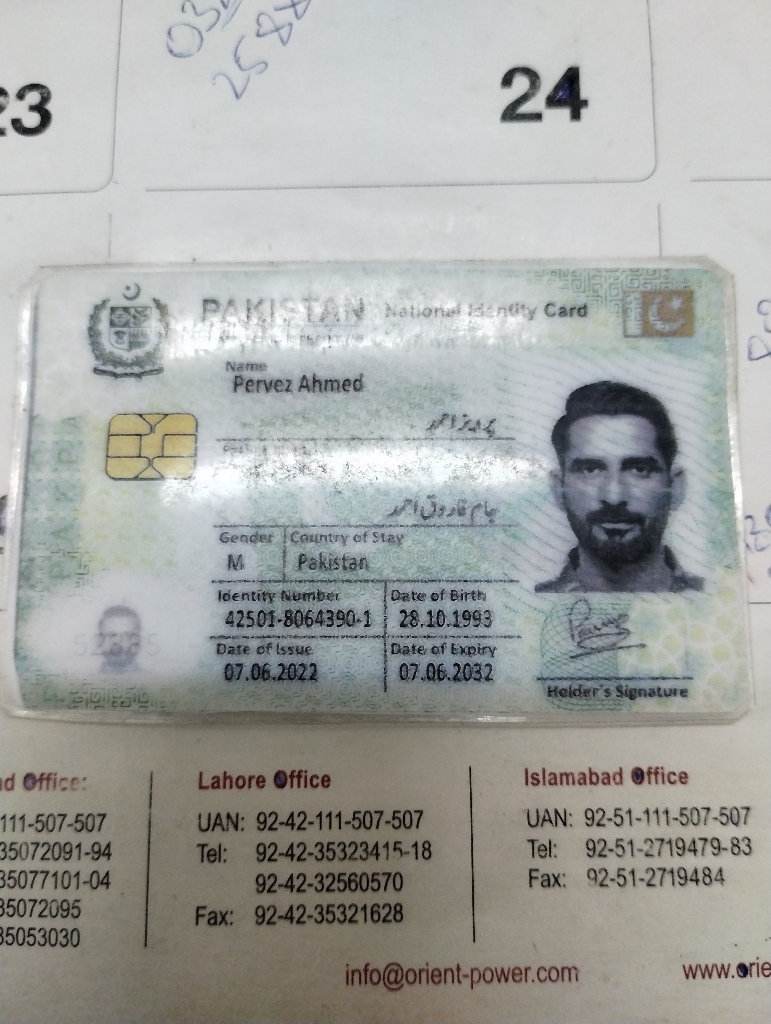 23
24
PAKISTAN National Identity Card
Name
Pervez Ahmed
پرویز احمد
جام فاروق احمد
Gender Country of Stay
M Pakistan
Identity Number Date of Birth
42501-8064390-1 28.10.1993
Date of Issue Date of Expiry
07.06.2022 07.06.2032
Holder's Signature
Office:
111-507-507
35072091-94
35077101-04
35072095
35053030
Lahore Office
UAN: 92-42-111-507-507
Tel: 92-42-35323415-18
92-42-32560570
Fax: 92-42-35321628
Islamabad Office
UAN: 92-51-111-507-507
Tel: 92-51-2719479-83
Fax: 92-51-2719484
info@orient-power.com